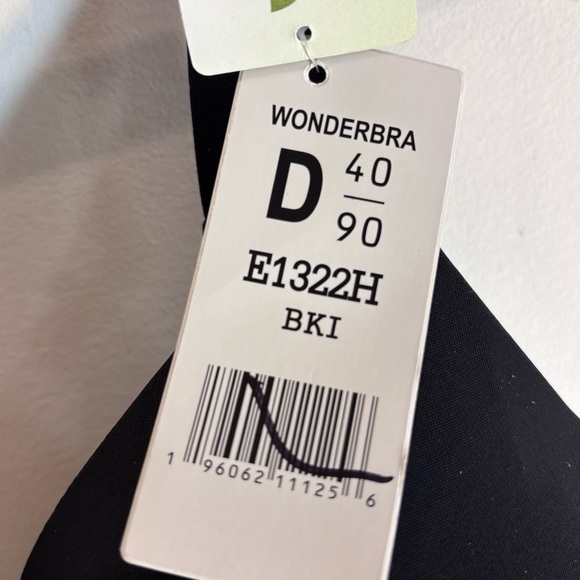 WONDERBRA
D 40
90
E1322H
BKI
1 96062 11125 6